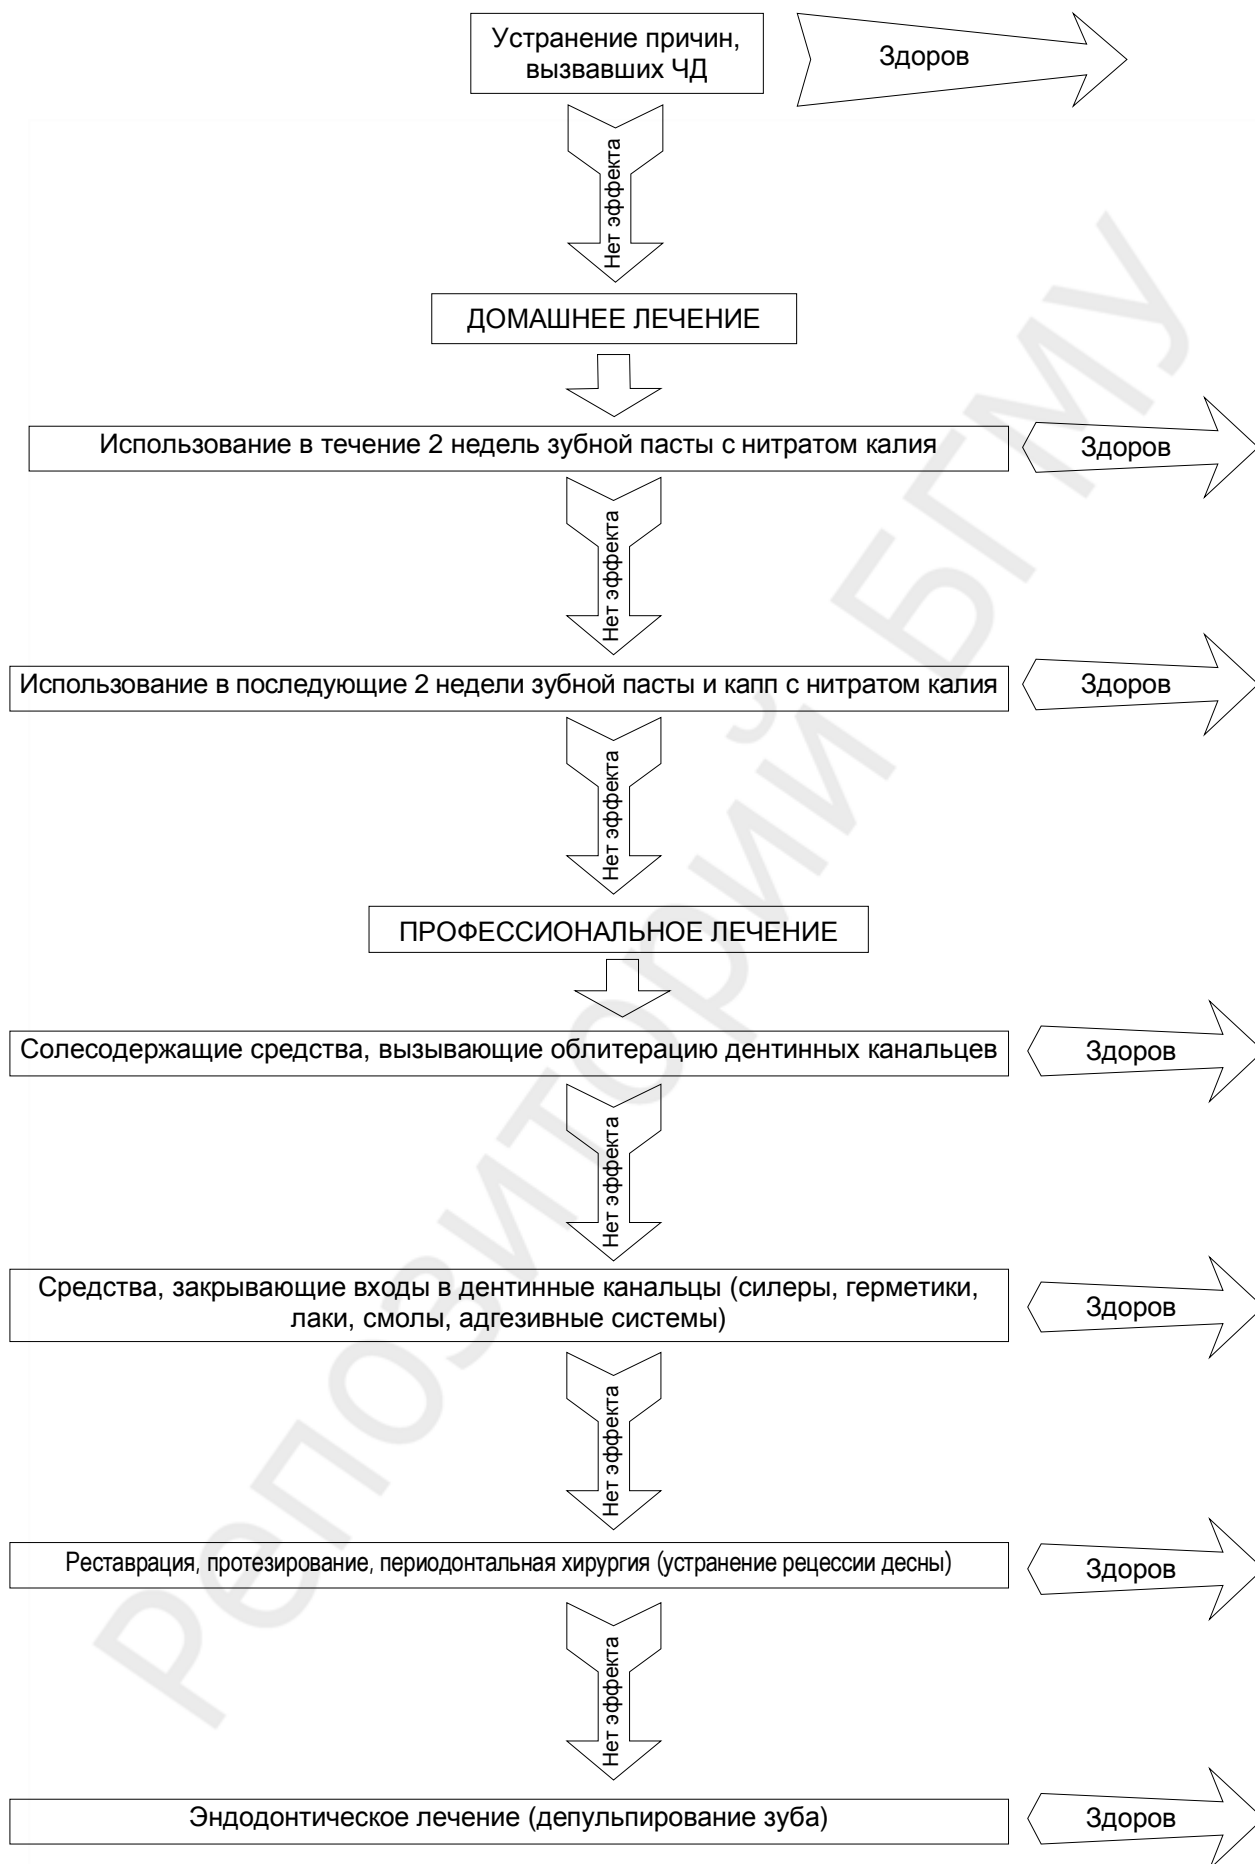 Устранение причин,
вызвавших ЧД
Здоров
Нет эффекта
ДОМАШНЕЕ ЛЕЧЕНИЕ
Использование в течение 2 недель зубной пасты с нитратом калия
Здоров
Нет эффекта
Использование в последующие 2 недели зубной пасты и капп с нитратом калия
Здоров
Нет эффекта
ПРОФЕССИОНАЛЬНОЕ ЛЕЧЕНИЕ
Солесодержащие средства, вызывающие облитерацию дентинных канальцев
Здоров
Нет эффекта
Средства, закрывающие входы в дентинные канальцы (силеры, герметики,
лаки, смолы, адгезивные системы)
Здоров
Нет эффекта
Реставрация, протезирование, периодонтальная хирургия (устранение рецессии десны)
Здоров
Нет эффекта
Эндодонтическое лечение (депульпирование зуба)
Здоров
Репозиторий БГМУ